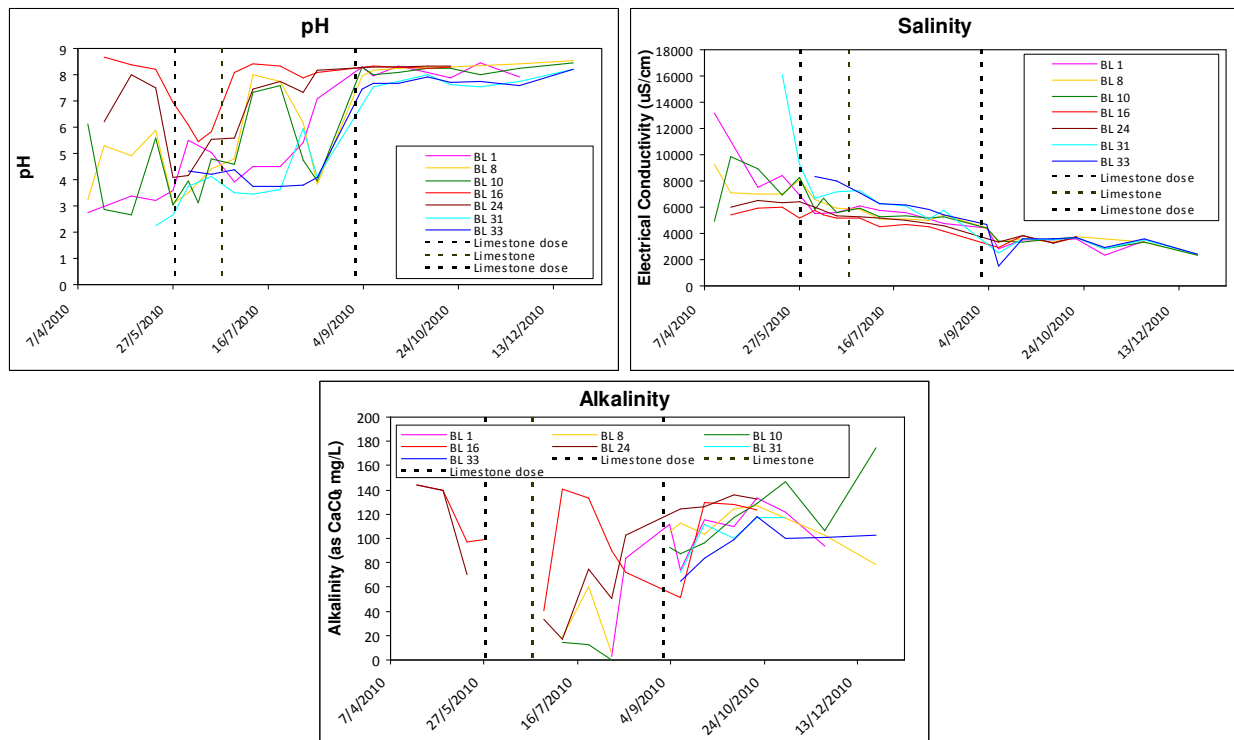 pH
pH
9
8
7
6
5
4
3
2
1
0
7/4/2010
27/5/2010
16/7/2010
4/9/2010
24/10/2010
13/12/2010
BL 1
BL 8
BL 10
BL 16
BL 24
BL 31
BL 33
Limestone dose
Limestone
Limestone dose
Salinity
Electrical Conductivity (uS/cm)
18000
16000
14000
12000
10000
8000
6000
4000
2000
0
7/4/2010
27/5/2010
16/7/2010
4/9/2010
24/10/2010
13/12/2010
BL 1
BL 8
BL 10
BL 16
BL 24
BL 31
BL 33
Limestone dose
Limestone
Limestone dose
Alkalinity
Alkalinity (as CaCO3 mg/L)
200
180
160
140
120
100
80
60
40
20
0
7/4/2010
27/5/2010
16/7/2010
4/9/2010
24/10/2010
13/12/2010
BL 1 BL 8 BL 10
BL 16 BL 24 BL 31
BL 33 Limestone dose Limestone
Limestone dose